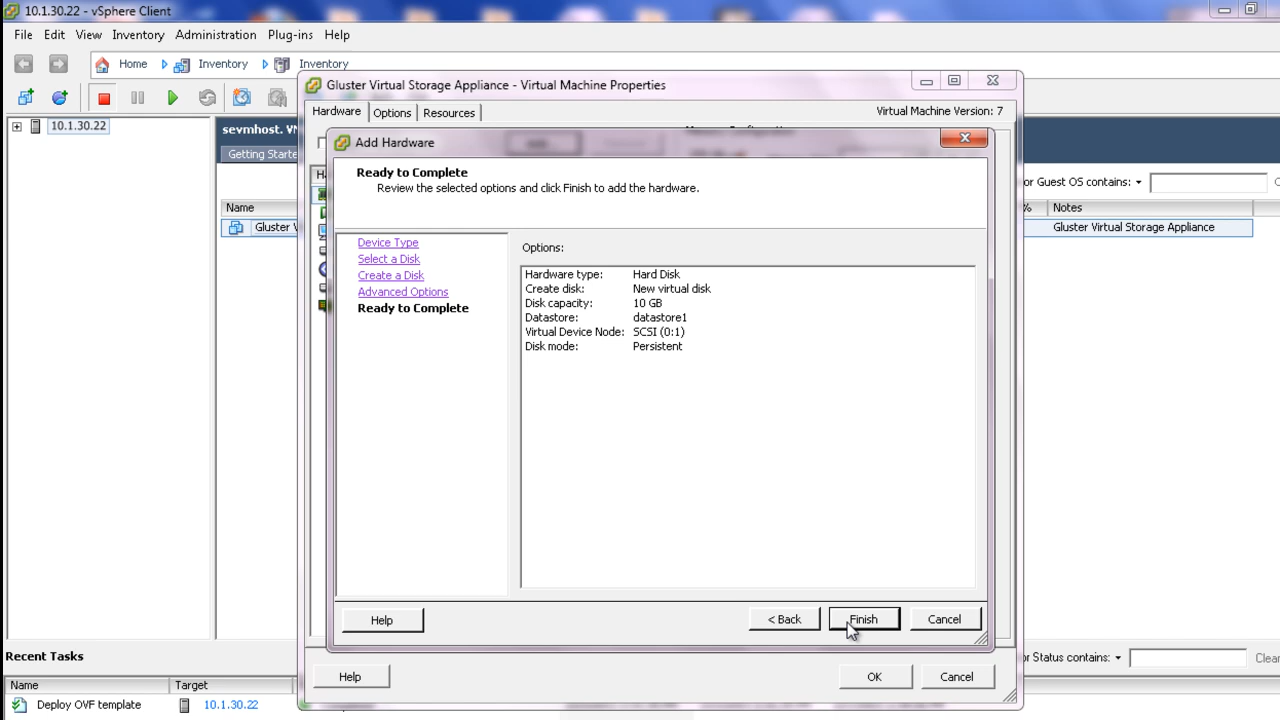 10.1.30.22 - vSphere Client
File Edit View Inventory Administration Plug-ins Help
Home Inventory Inventory
Gluster Virtual Storage Appliance - Virtual Machine Properties
Hardware Options Resources Virtual Machine Version: 7
10.1.30.22
sevmhost.
Getting Starte
Add Hardware
Ready to Complete
Review the selected options and click Finish to add the hardware.
or Guest OS contains:
Name
% Notes
Gluster V
Gluster Virtual Storage Appliance
Device Type
Select a Disk
Create a Disk
Advanced Options
Ready to Complete
Options:
Hardware type: Hard Disk
Create disk: New virtual disk
Disk capacity: 10 GB
Datastore: datastore1
Virtual Device Node: SCSI (0:1)
Disk mode: Persistent
Help < Back Finish Cancel
Help OK Cancel
Recent Tasks
or Status contains: Clear
Name Target
Deploy OVF template 10.1.30.22